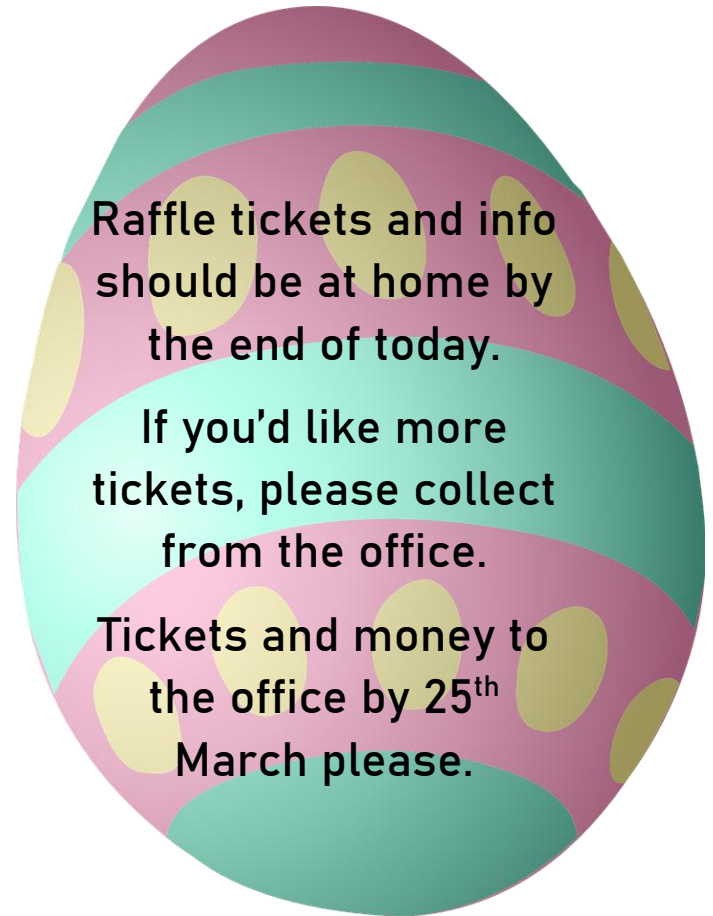 Raffle tickets and info
should be at home by
the end of today.
If you’d like more
tickets, please collect
from the office.
Tickets and money to
the office by 25th
March please.